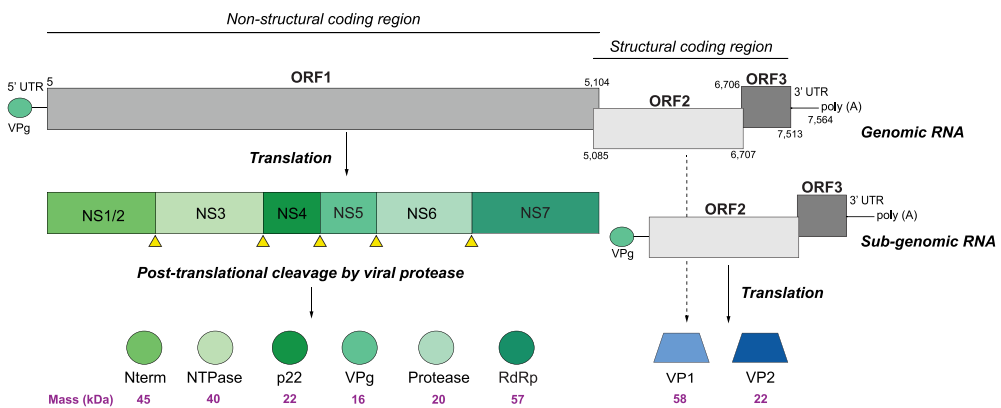 Non-structural coding region
Structural coding region
5' UTR
5
ORF1
5,104
6,706
ORF3
ORF2
3' UTR
poly (A)
7,564
VPg
7,513
Genomic RNA
5,085
6,707
Translation
NS1/2 NS3 NS4 NS5 NS6 NS7
ORF3
ORF2
3' UTR
poly (A)
VPg
Sub-genomic RNA
Post-translational cleavage by viral protease
Translation
Nterm NTPase p22 VPg Protease RdRp VP1 VP2
Mass (kDa) 45 40 22 16 20 57 58 22